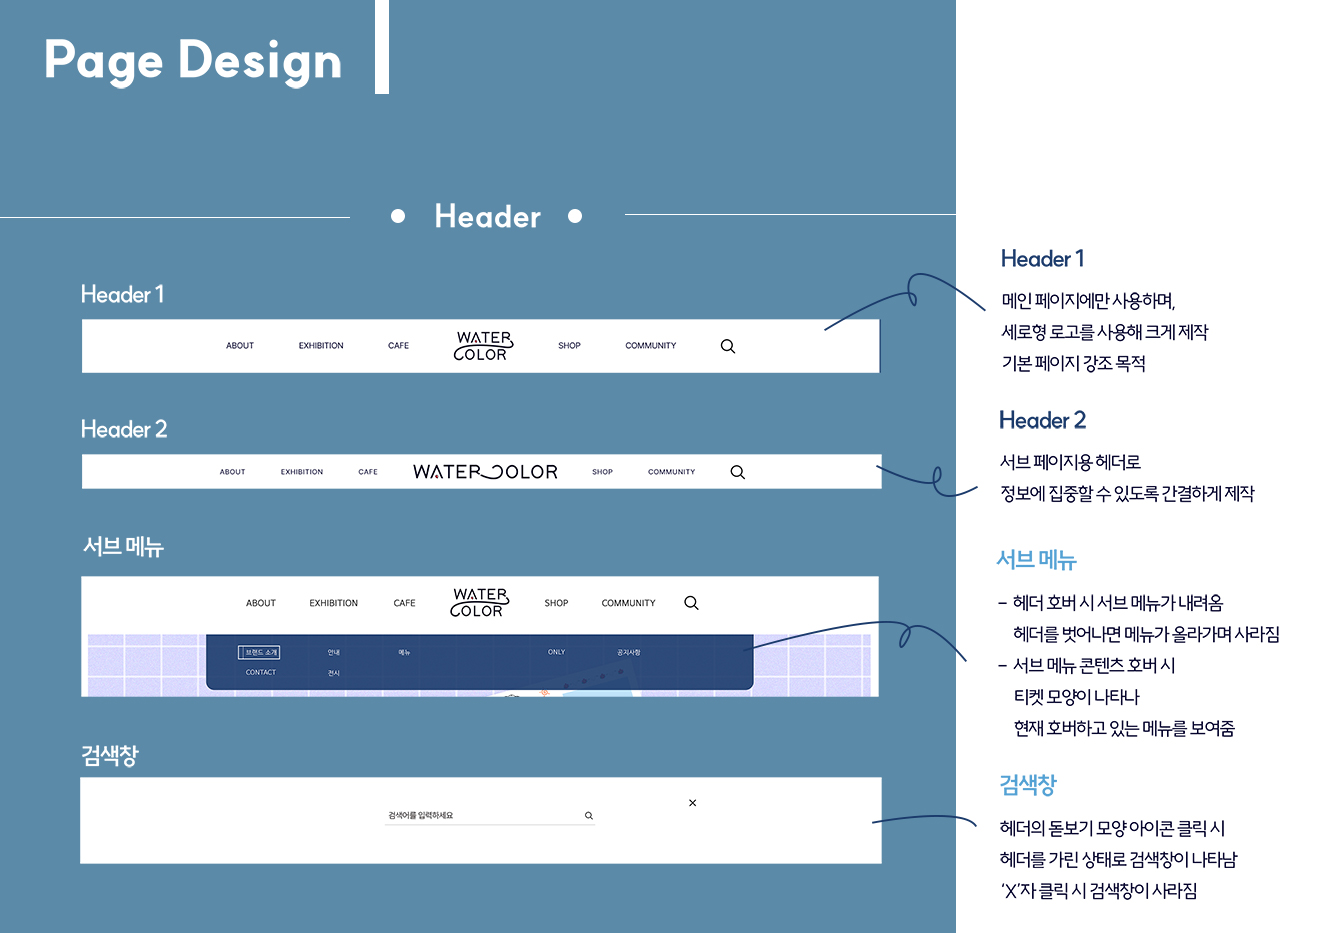 Page Design
Header
Header 1
ABOUT EXHIBITION CAFE WATER COLOR SHOP COMMUNITY
Header 2
ABOUT EXHIBITION CAFE WATER COLOR SHOP COMMUNITY
서브 메뉴
ABOUT EXHIBITION CAFE WATER COLOR SHOP COMMUNITY
브랜드 소개 안내 메뉴 ONLY 공지사항
CONTACT 전시
검색창
검색어를 입력하세요
Header 1
메인 페이지에만 사용하며,
세로형 로고를 사용해 크게 제작
기본 페이지 강조 목적
Header 2
서브 페이지용 헤더로
정보에 집중할 수 있도록 간결하게 제작
서브 메뉴
– 헤더 호버 시 서브 메뉴가 내려옴
헤더를 벗어나면 메뉴가 올라가며 사라짐
– 서브 메뉴 콘텐츠 호버 시
티켓 모양이 나타나
현재 호버하고 있는 메뉴를 보여줌
검색창
헤더의 돋보기 모양 아이콘 클릭 시
헤더를 가린 상태로 검색창이 나타남
‘X’자 클릭 시 검색창이 사라짐